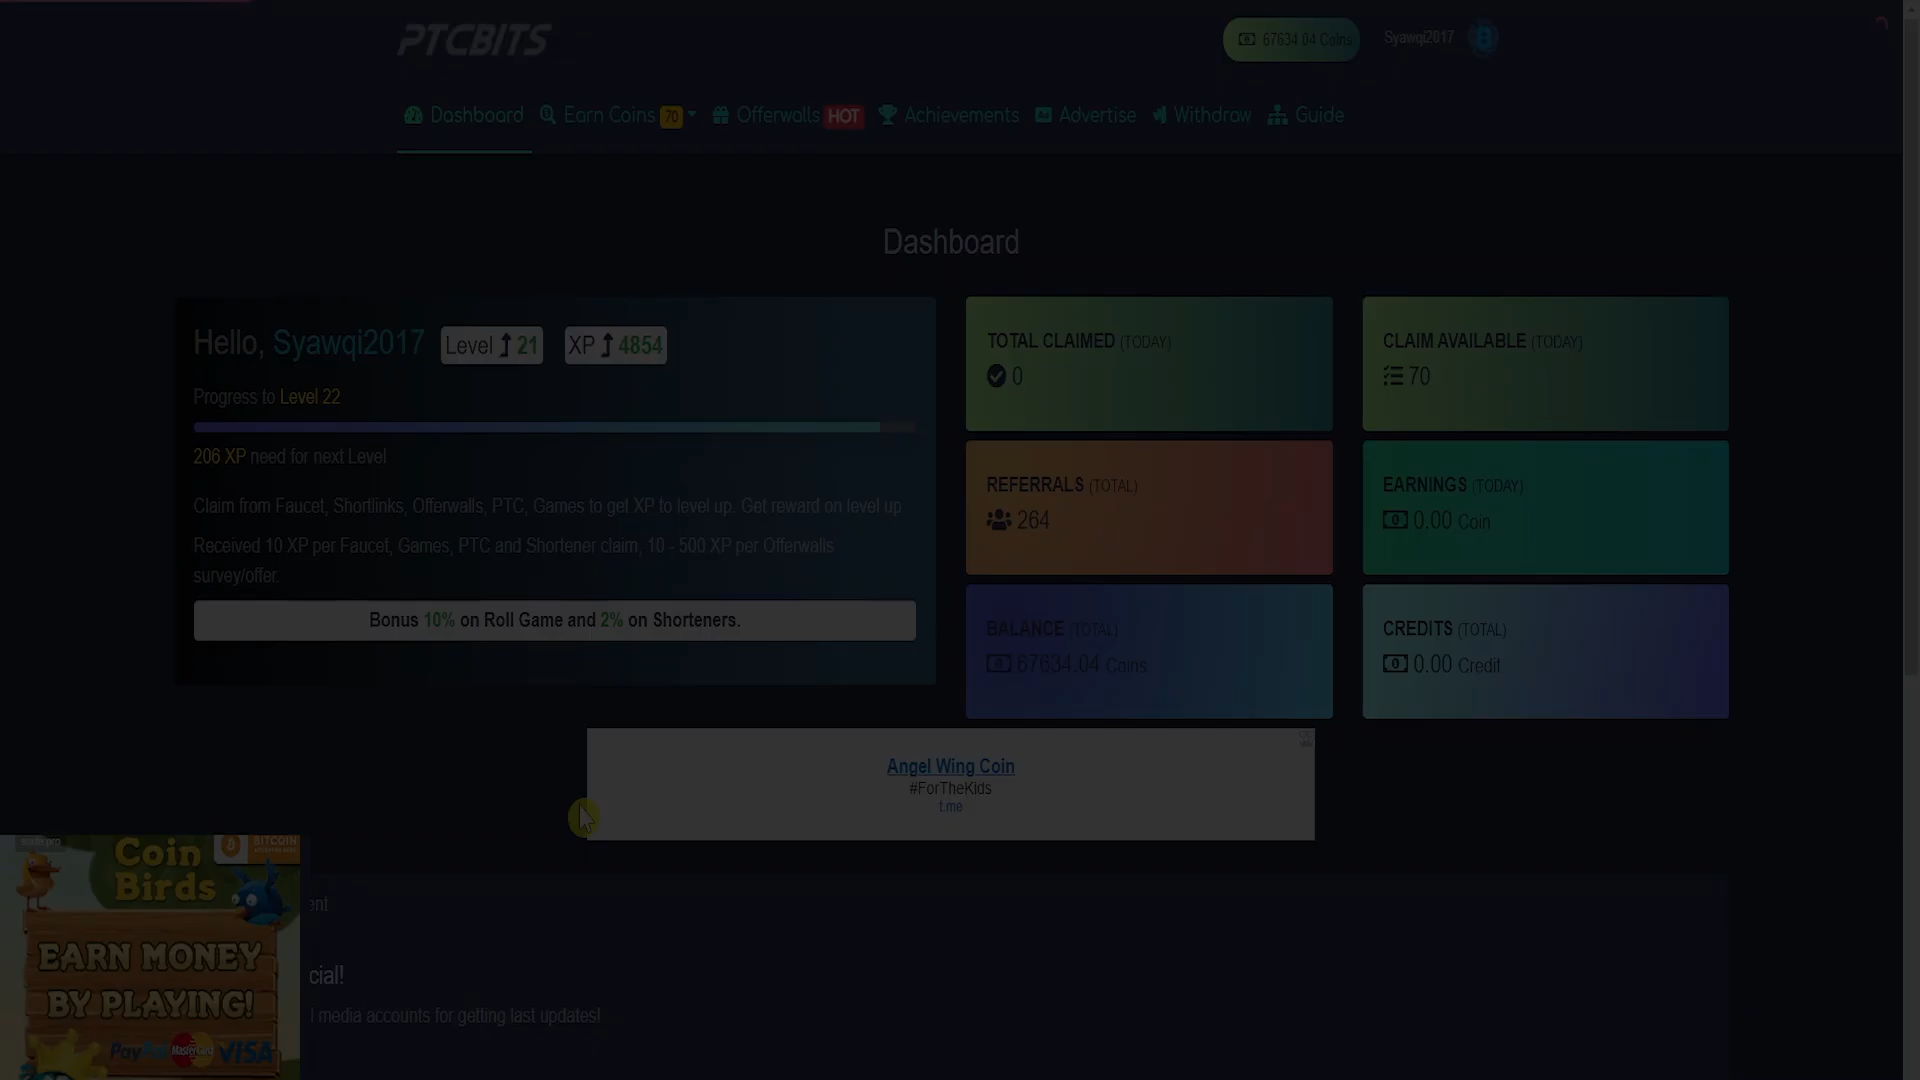 PTCBITS
67634.04 Coins
Syawqi2017
Dashboard
Earn Coins 70
Offerwalls HOT
Achievements
Advertise
Withdraw
Guide
Dashboard
Hello, Syawqi2017
Level 21
XP 4854
Progress to Level 22
206 XP need for next Level
Claim from Faucet, Shortlinks, Offerwalls, PTC, Games to get XP to level up. Get reward on level up
Received 10 XP per Faucet, Games, PTC and Shortener claim, 10 - 500 XP per Offerwalls
survey/offer.
Bonus 10% on Roll Game and 2% on Shorteners.
TOTAL CLAIMED (TODAY)
0
CLAIM AVAILABLE (TODAY)
70
REFERRALS (TOTAL)
264
EARNINGS (TODAY)
0.00 Coin
BALANCE (TOTAL)
67634.04 Coins
CREDITS (TOTAL)
0.00 Credit
Angel Wing Coin
#ForTheKids
t.me
BITCOIN
Coin
Birds
EARN MONEY
BY PLAYING!
PayPal MasterCard VISA
ent
cial!
l media accounts for getting last updates!